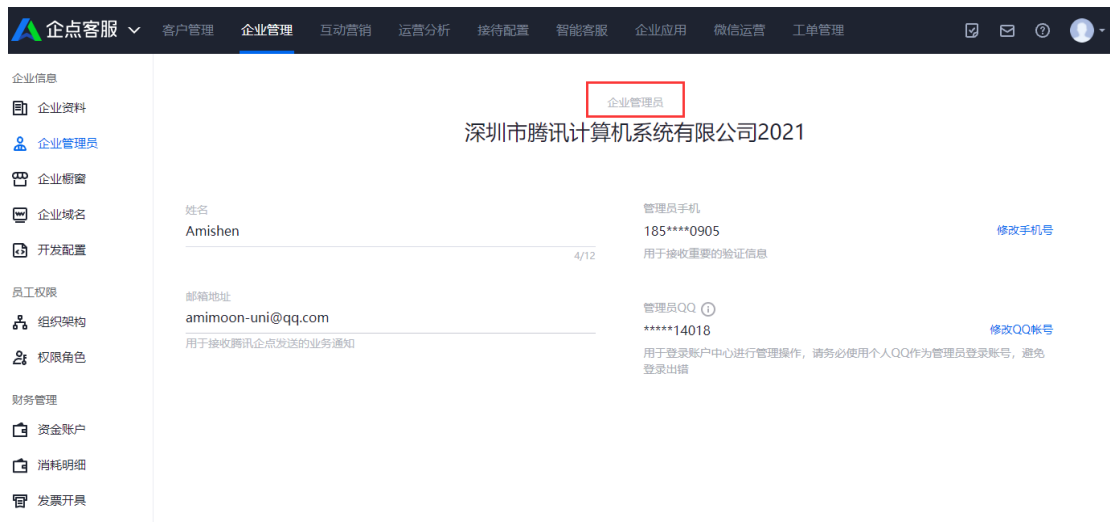 企点客服 客户管理 企业管理 互动营销 运营分析 接待配置 智能客服 企业应用 微信运营 工单管理
企业信息
企业资料
企业管理员
企业橱窗
企业域名
开发配置
员工权限
组织架构
权限角色
财务管理
资金账户
消耗明细
发票开具
企业管理员
深圳市腾讯计算机系统有限公司2021
姓名
Amishen
4/12
管理员手机
185****0905 修改手机号
用于接收重要的验证信息
邮箱地址
amimoon-uni@qq.com
用于接收腾讯企点发送的业务通知
管理员QQ
*****14018 修改QQ帐号
用于登录账户中心进行管理操作，请务必使用个人QQ作为管理员登录账号，避免
登录出错